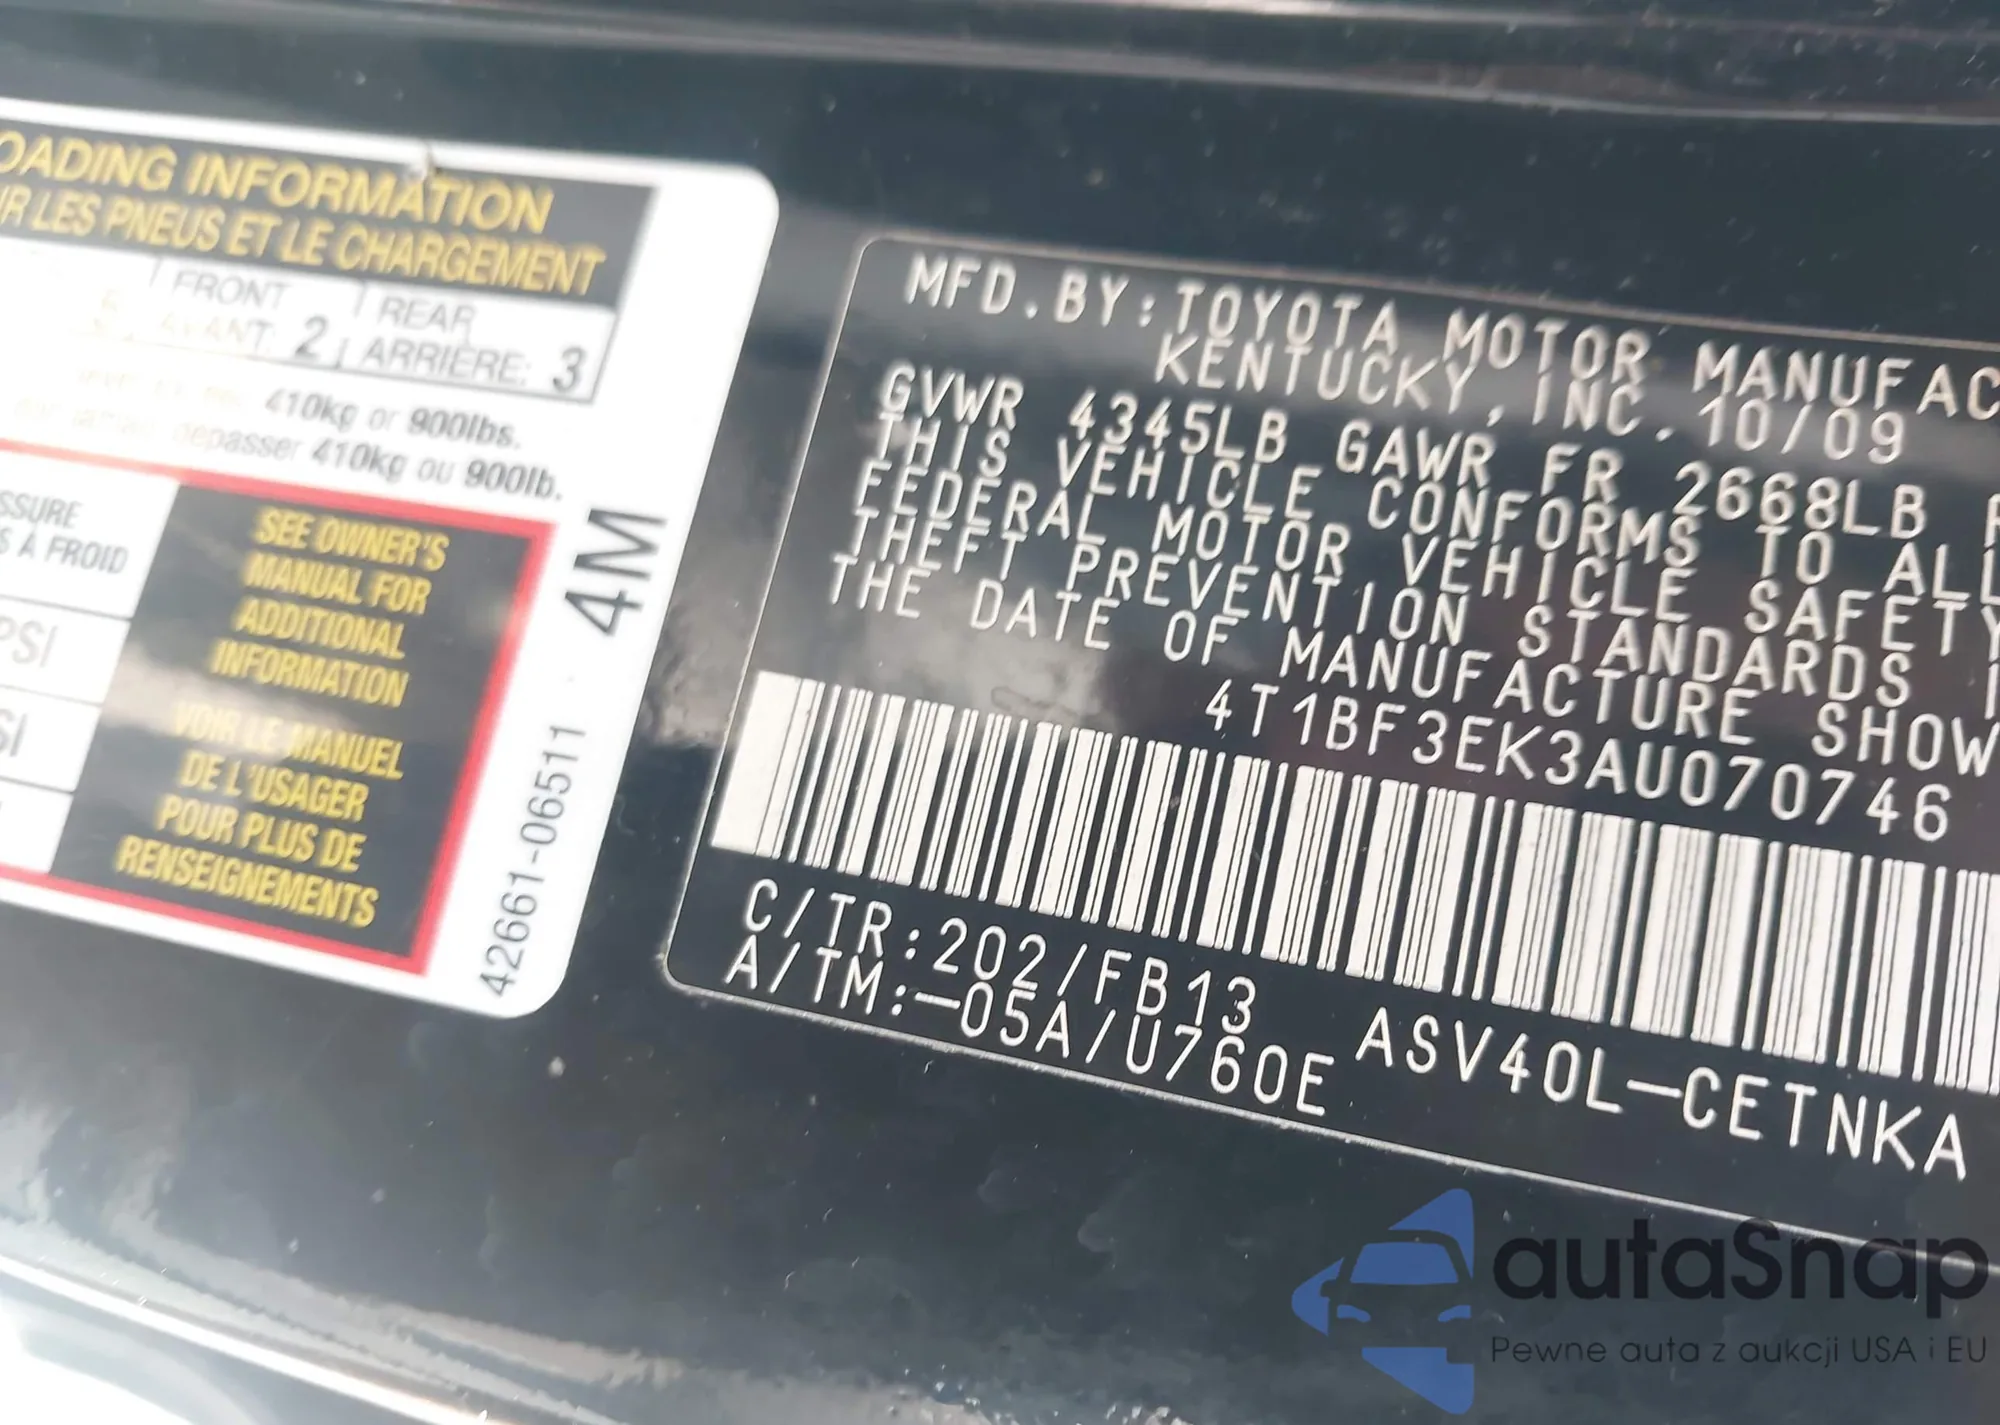 OADING INFORMATION
R LES PNEUS ET LE CHARGEMENT
FRONT REAR
5 AVANT: 2 ARRIÈRE: 3
410kg or 900lbs.
dépasser 410kg ou 900lb.
SSURE
S À FROID
PSI
SI
SEE OWNER'S
MANUAL FOR
ADDITIONAL
INFORMATION
VOIR LE MANUEL
DE L'USAGER
POUR PLUS DE
RENSEIGNEMENTS
42661-06511 4M
MFD.BY:TOYOTA MOTOR MANUFAC
KENTUCKY,INC.10/09
GVWR 4345LB GAWR FR 2668LB R
THIS VEHICLE CONFORMS TO ALL
FEDERAL MOTOR VEHICLE SAFETY
THEFT PREVENTION STANDARDS I
THE DATE OF MANUFACTURE SHOW
4T1BF3EK3AU070746
C/TR:202/FB13 ASV40L-CETNKA
A/TM:-05A/U760E
autaSnap
Pewne auta z aukcji USA i EU